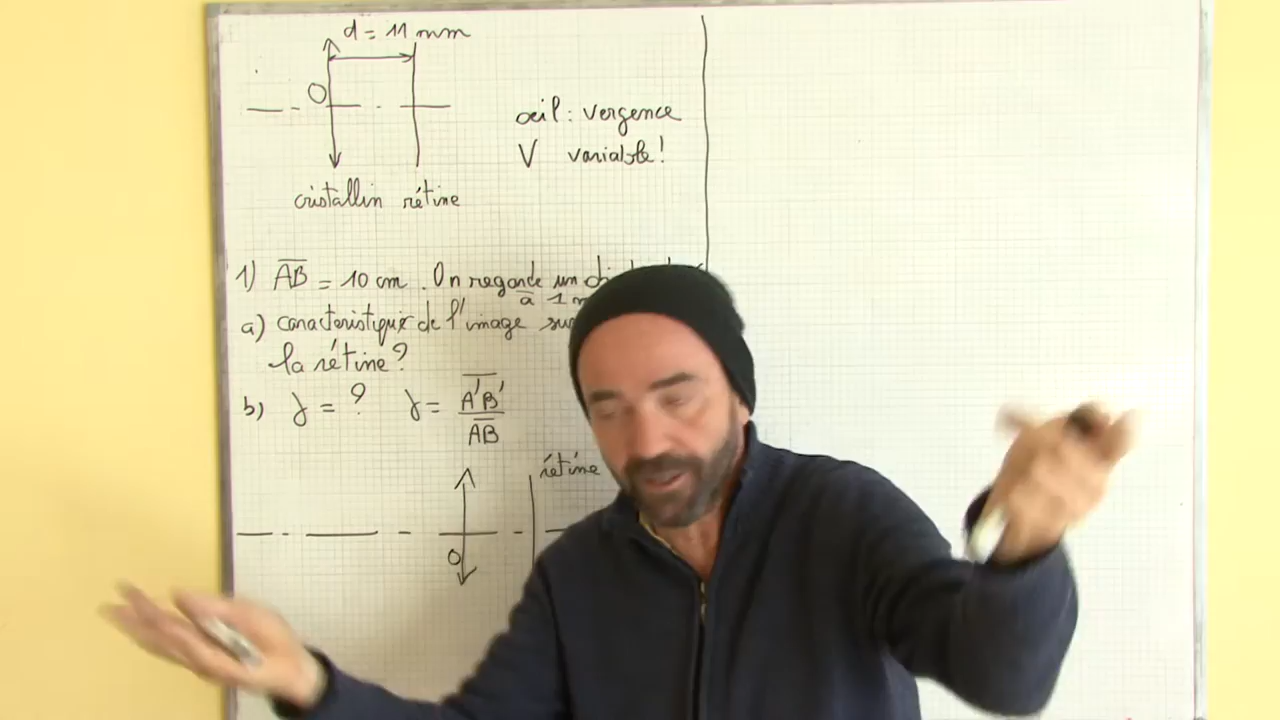 d = 11 mm
O
œil : vergence
V variable !
cristallin rétine
1) AB = 10 cm . On regarde un
à 1
a) caracteristique de l'image
la rétine ?
b) γ = ? γ = A'B' / AB
rétine
O